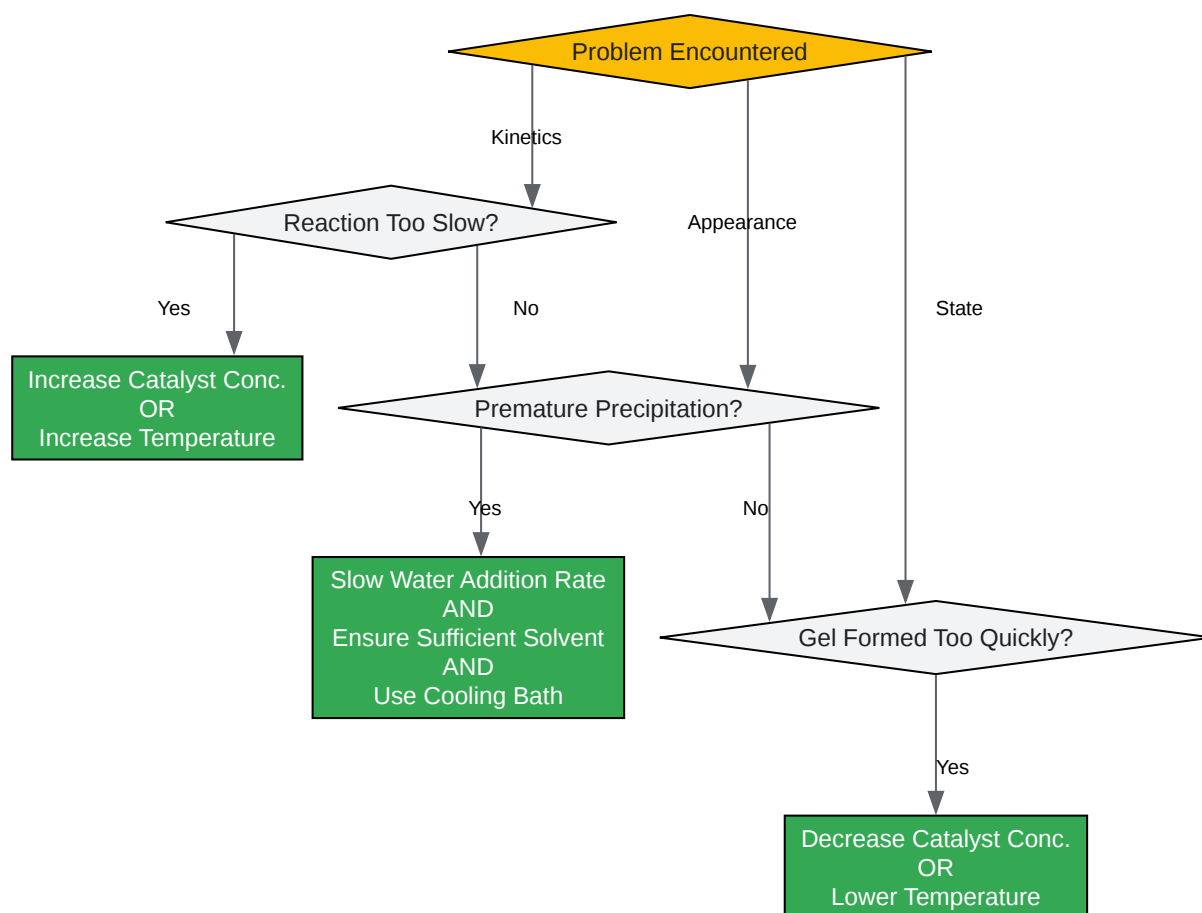 Problem Encountered
Kinetics
Appearance
State
Reaction Too Slow?
Yes
No
Increase Catalyst Conc.
OR
Increase Temperature
Premature Precipitation?
Yes
No
Slow Water Addition Rate
AND
Ensure Sufficient Solvent
AND
Use Cooling Bath
Gel Formed Too Quickly?
Yes
Decrease Catalyst Conc.
OR
Lower Temperature